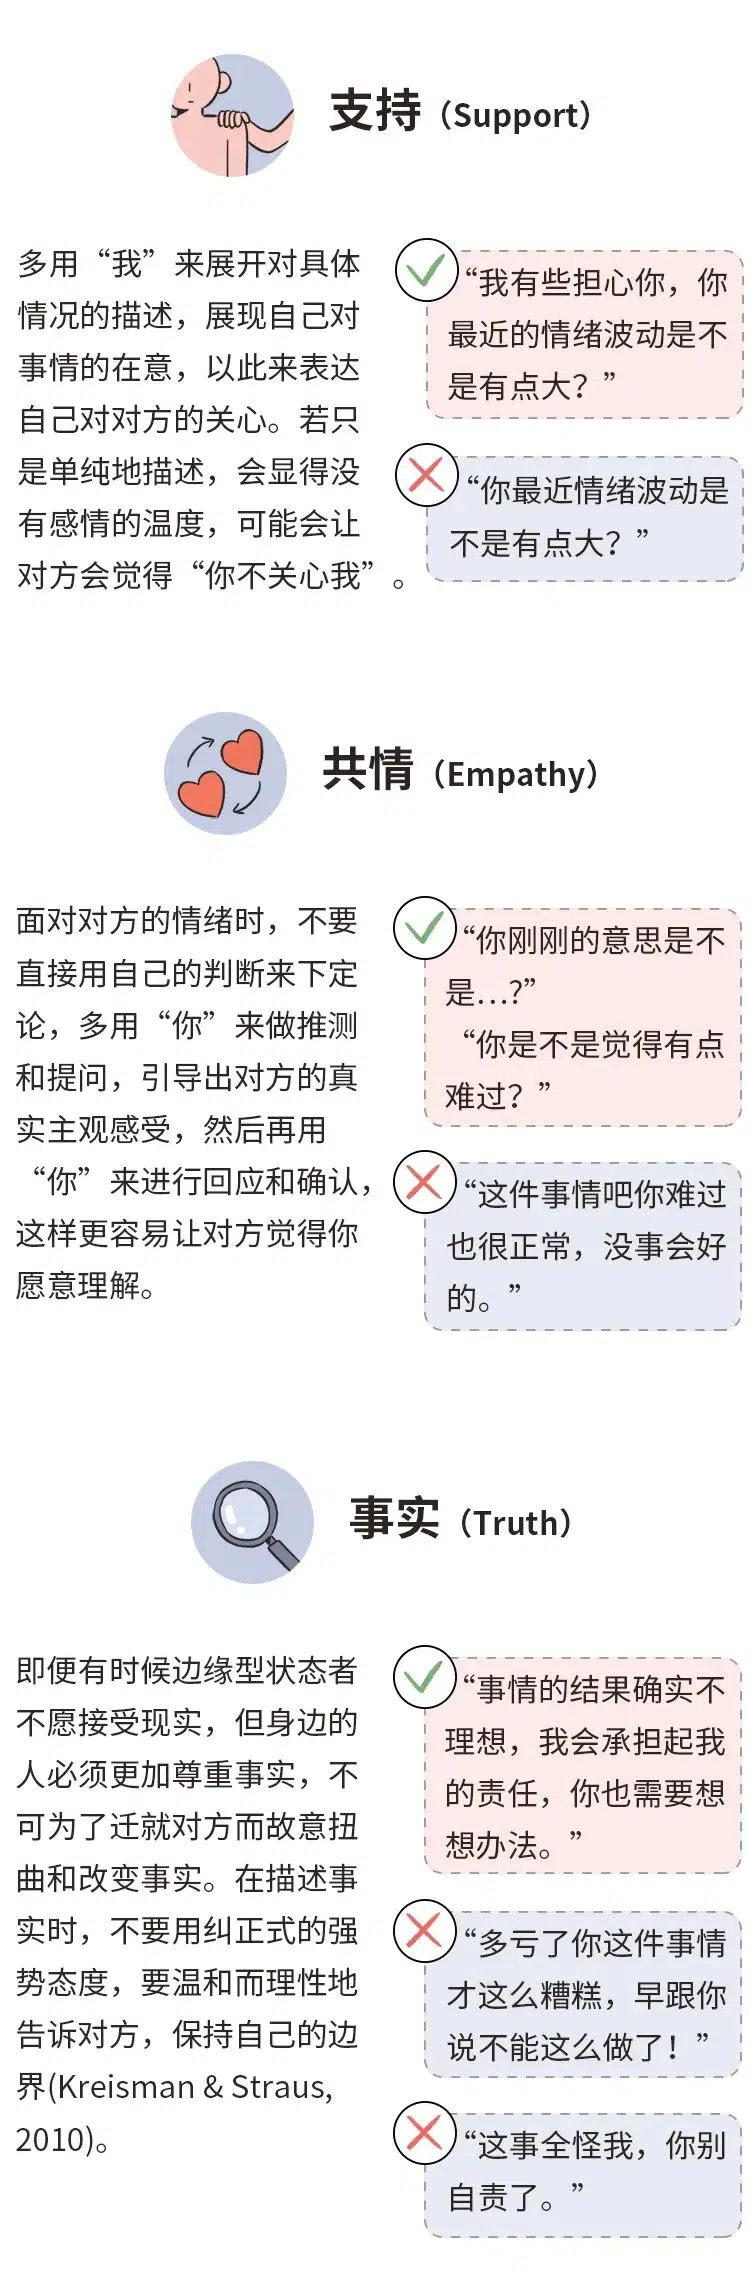 支持（Support）
多用“我”来展开对具体
情况的描述，展现自己对
事情的在意，以此来表达
自己对对方的关心。若只
是单纯地描述，会显得没
有感情的温度，可能会让
对方会觉得“你不关心我”。
“我有些担心你，你
最近的情绪波动是不
是有点大？”
“你最近情绪波动是
不是有点大？”
共情（Empathy）
面对对方的情绪时，不要
直接用自己的判断来下定
论，多用“你”来做推测
和提问，引导出对方的真
实主观感受，然后再用
“你”来进行回应和确认，
这样更容易让对方觉得你
愿意理解。
“你刚刚的意思是不
是...?”
“你是不是觉得有点
难过？”
“这件事情吧你难过
也很正常，没事会好
的。”
事实（Truth）
即便有时候边缘型状态者
不愿接受现实，但身边的
人必须更加尊重事实，不
可为了迁就对方而故意扭
曲和改变事实。在描述事
实时，不要用纠正式的强
势态度，要温和而理性地
告诉对方，保持自己的边
界(Kreisman & Straus,
2010)。
“事情的结果确实不
理想，我会承担起我
的责任，你也需要想
想办法。”
“多亏了你这件事情
才这么糟糕，早跟你
说不能这么做了！”
“这事全怪我，你别
自责了。”